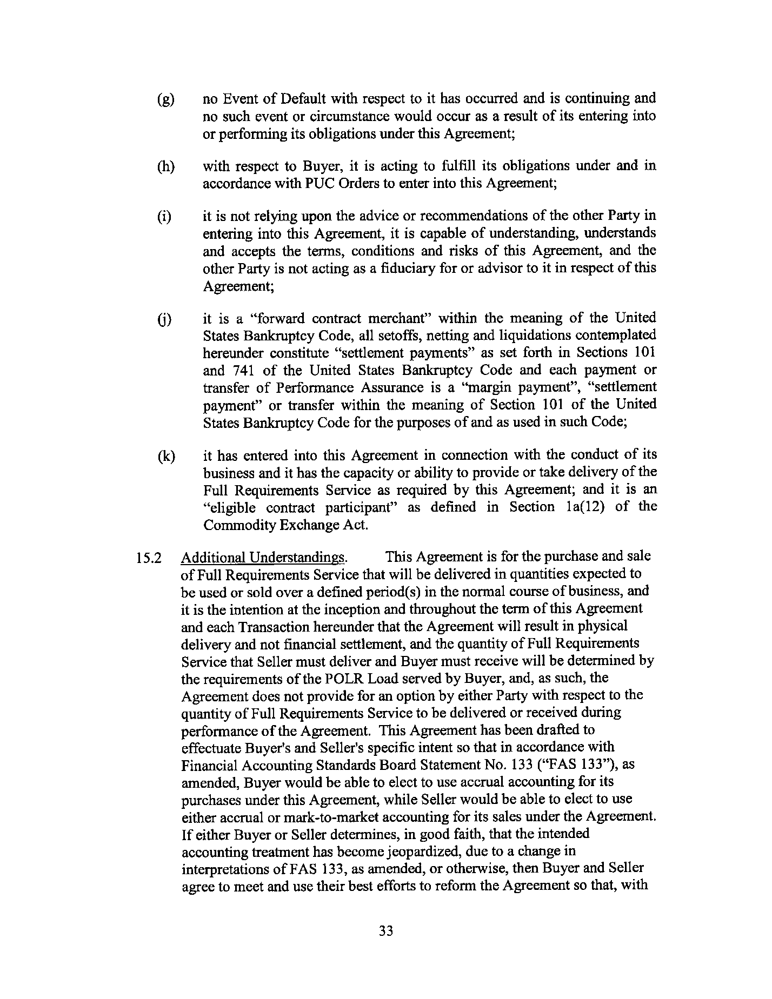 (g) no Event of Default with respect to it has occurred and is continuing and
no such event or circumstance would occur as a result of its entering into
or performing its obligations under this Agreement;
(h) with respect to Buyer, it is acting to fulfill its obligations under and in
accordance with PUC Orders to enter into this Agreement;
(i) it is not relying upon the advice or recommendations of the other Party in
entering into this Agreement, it is capable of understanding, understands
and accepts the terms, conditions and risks of this Agreement, and the
other Party is not acting as a fiduciary for or advisor to it in respect of this
Agreement;
(j) it is a “forward contract merchant” within the meaning of the United
States Bankruptcy Code, all setoffs, netting and liquidations contemplated
hereunder constitute “settlement payments” as set forth in Sections 101
and 741 of the United States Bankruptcy Code and each payment or
transfer of Performance Assurance is a “margin payment”, “settlement
payment” or transfer within the meaning of Section 101 of the United
States Bankruptcy Code for the purposes of and as used in such Code;
(k) it has entered into this Agreement in connection with the conduct of its
business and it has the capacity or ability to provide or take delivery of the
Full Requirements Service as required by this Agreement; and it is an
“eligible contract participant” as defined in Section 1a(12) of the
Commodity Exchange Act.
15.2 Additional Understandings. This Agreement is for the purchase and sale
of Full Requirements Service that will be delivered in quantities expected to
be used or sold over a defined period(s) in the normal course of business, and
it is the intention at the inception and throughout the term of this Agreement
and each Transaction hereunder that the Agreement will result in physical
delivery and not financial settlement, and the quantity of Full Requirements
Service that Seller must deliver and Buyer must receive will be determined by
the requirements of the POLR Load served by Buyer, and, as such, the
Agreement does not provide for an option by either Party with respect to the
quantity of Full Requirements Service to be delivered or received during
performance of the Agreement. This Agreement has been drafted to
effectuate Buyer's and Seller's specific intent so that in accordance with
Financial Accounting Standards Board Statement No. 133 (“FAS 133”), as
amended, Buyer would be able to elect to use accrual accounting for its
purchases under this Agreement, while Seller would be able to elect to use
either accrual or mark-to-market accounting for its sales under the Agreement.
If either Buyer or Seller determines, in good faith, that the intended
accounting treatment has become jeopardized, due to a change in
interpretations of FAS 133, as amended, or otherwise, then Buyer and Seller
agree to meet and use their best efforts to reform the Agreement so that, with
33